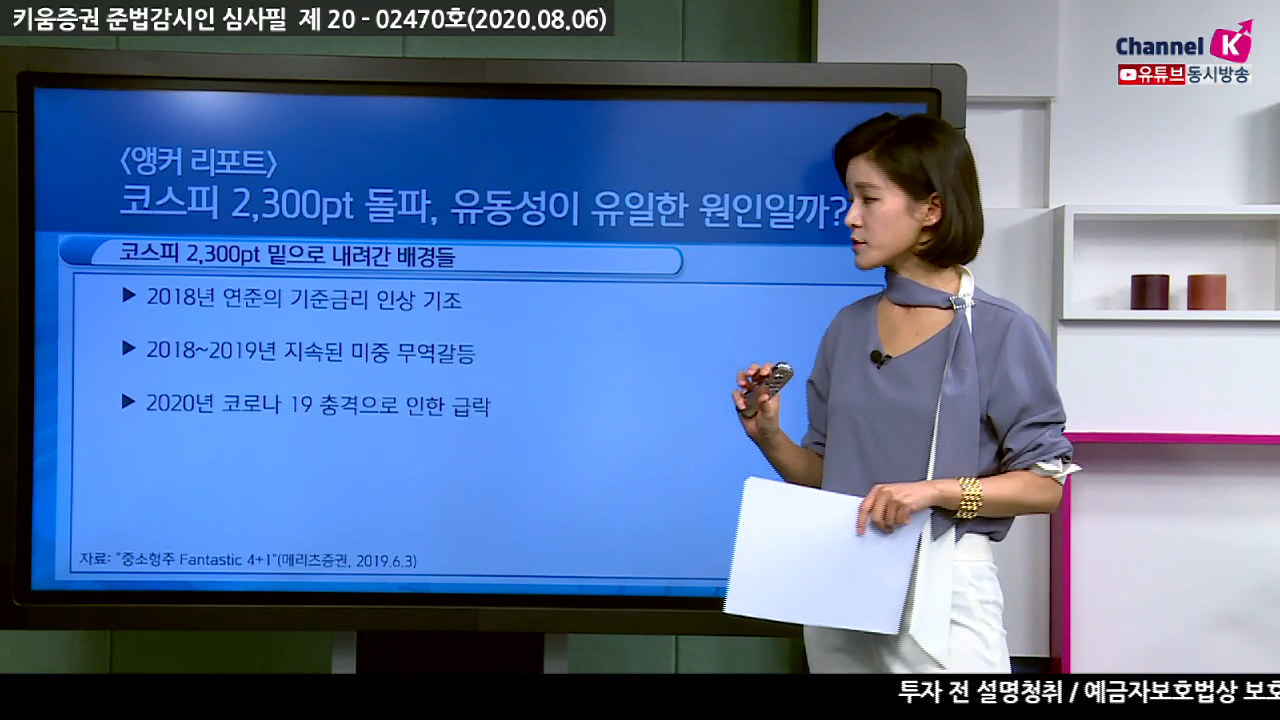 키움증권 준법감시인 심사필 제 20 - 02470호(2020.08.06)
Channel K
유튜브동시방송
<앵커 리포트>
코스피 2,300pt 돌파, 유동성이 유일한 원인일까?
코스피 2,300pt 밑으로 내려간 배경들
▶ 2018년 연준의 기준금리 인상 기조
▶ 2018~2019년 지속된 미중 무역갈등
▶ 2020년 코로나 19 충격으로 인한 급락
자료: "중소형주 Fantastic 4+1"(메리츠증권, 2019.6.3)
투자 전 설명청취 / 예금자보호법상 보호